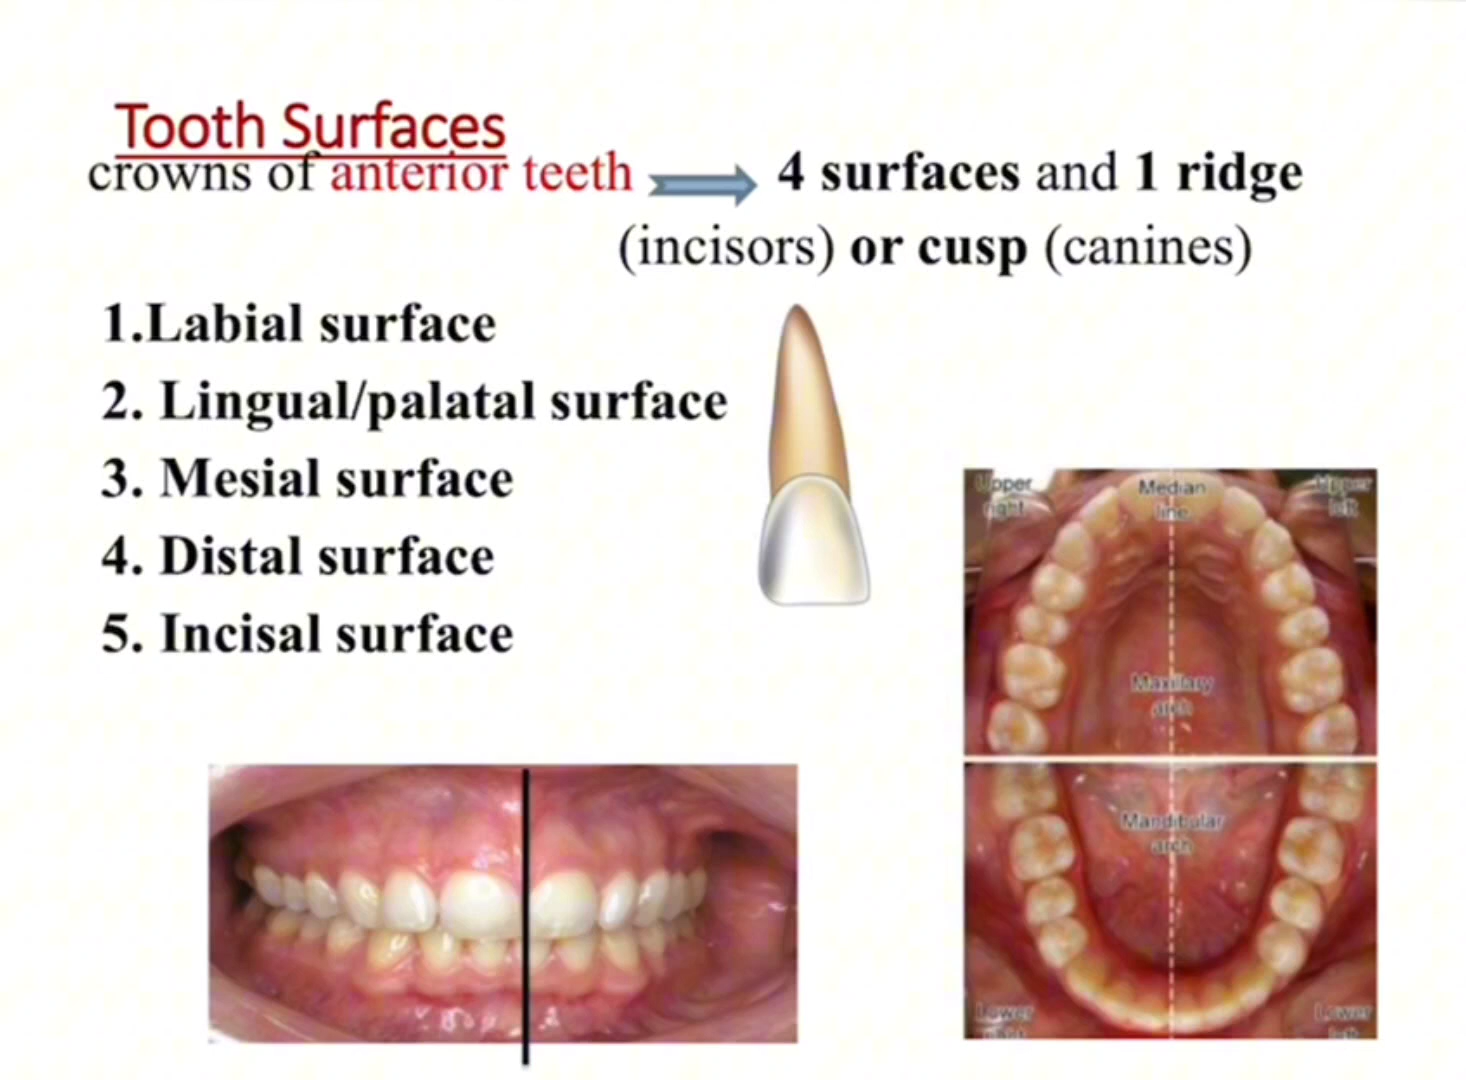 Tooth Surfaces
crowns of anterior teeth 4 surfaces and 1 ridge
(incisors) or cusp (canines)
1.Labial surface
2. Lingual/palatal surface
3. Mesial surface
4. Distal surface
5. Incisal surface
Upper right
Median line
Upper left
Maxillary arch
Mandibular arch
Lower
Lower